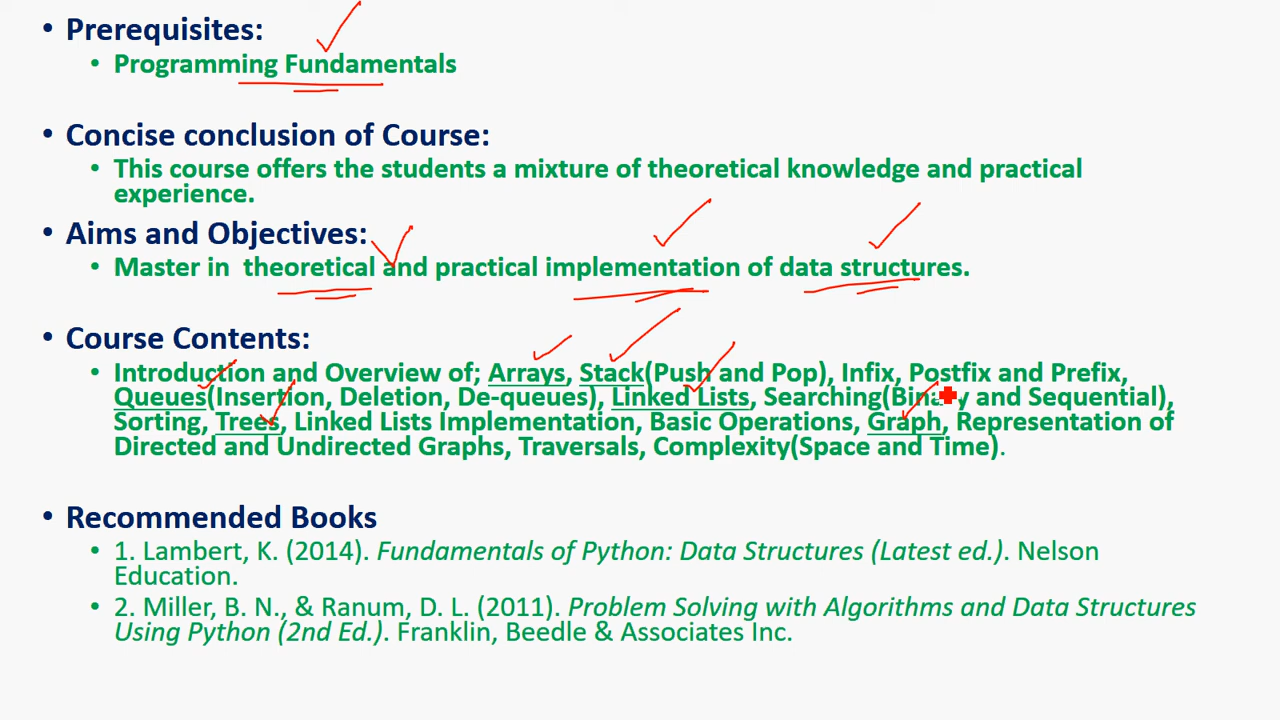 • Prerequisites:
• Programming Fundamentals
• Concise conclusion of Course:
• This course offers the students a mixture of theoretical knowledge and practical
experience.
• Aims and Objectives:
• Master in theoretical and practical implementation of data structures.
• Course Contents:
• Introduction and Overview of; Arrays, Stack(Push and Pop), Infix, Postfix and Prefix,
Queues(Insertion, Deletion, De-queues), Linked Lists, Searching(Binary and Sequential),
Sorting, Trees, Linked Lists Implementation, Basic Operations, Graph, Representation of
Directed and Undirected Graphs, Traversals, Complexity(Space and Time).
• Recommended Books
• 1. Lambert, K. (2014). Fundamentals of Python: Data Structures (Latest ed.). Nelson
Education.
• 2. Miller, B. N., & Ranum, D. L. (2011). Problem Solving with Algorithms and Data Structures
Using Python (2nd Ed.). Franklin, Beedle & Associates Inc.